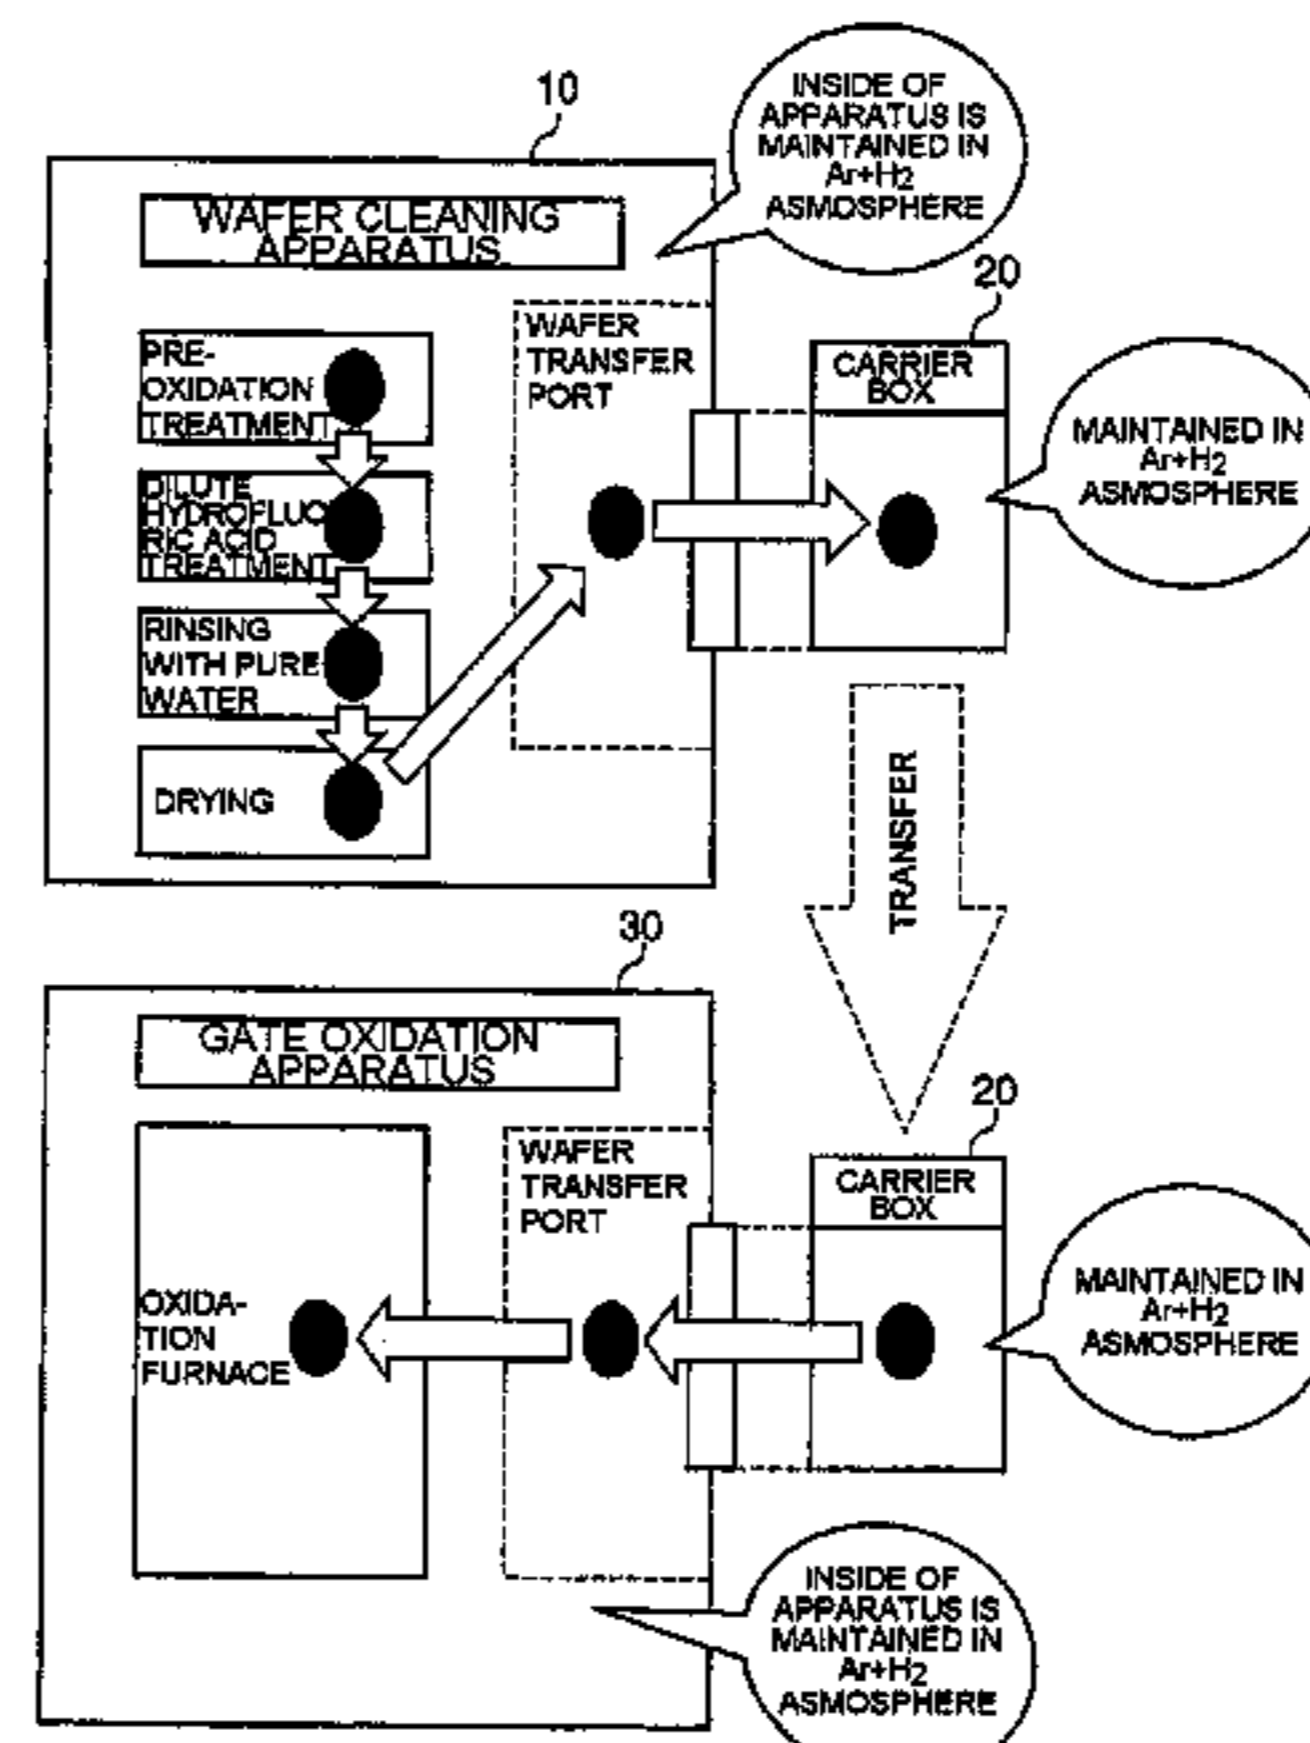 10
INSIDE OF
APPARATUS IS
MAINTAINED IN
Ar+H2
ASMOSPHERE
WAFER CLEANING
APPARATUS
20
PRE-
OXIDATION
TREATMENT
WAFER
TRANSFER
PORT
CARRIER
BOX
MAINTAINED IN
Ar+H2
ASMOSPHERE
DILUTE
HYDROFLUO
RIC ACID
TREATMENT
RINSING
WITH PURE
WATER
DRYING
TRANSFER
30
GATE OXIDATION
APPARATUS
20
WAFER
TRANSFER
PORT
CARRIER
BOX
OXIDA-
TION
FURNACE
MAINTAINED IN
Ar+H2
ASMOSPHERE
INSIDE OF
APPARATUS IS
MAINTAINED IN
Ar+H2
ASMOSPHERE